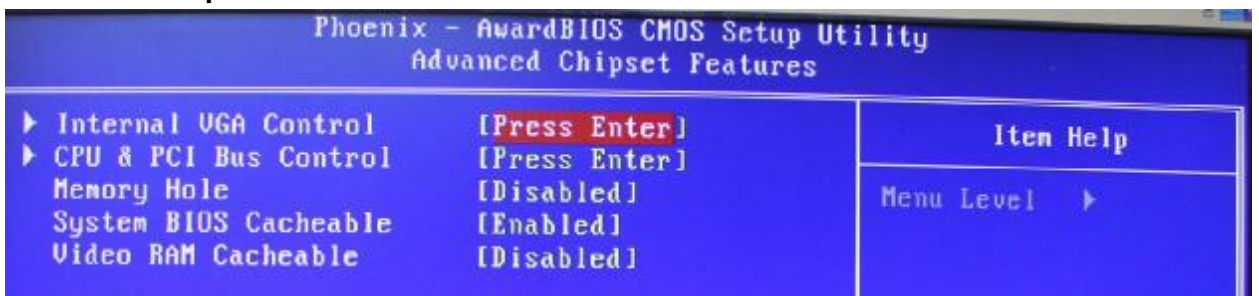 Phoenix - AwardBIOS CMOS Setup Utility
Advanced Chipset Features
Internal VGA Control [Press Enter]
CPU & PCI Bus Control [Press Enter]
Memory Hole [Disabled]
System BIOS Cacheable [Enabled]
Video RAM Cacheable [Disabled]
Item Help
Menu Level